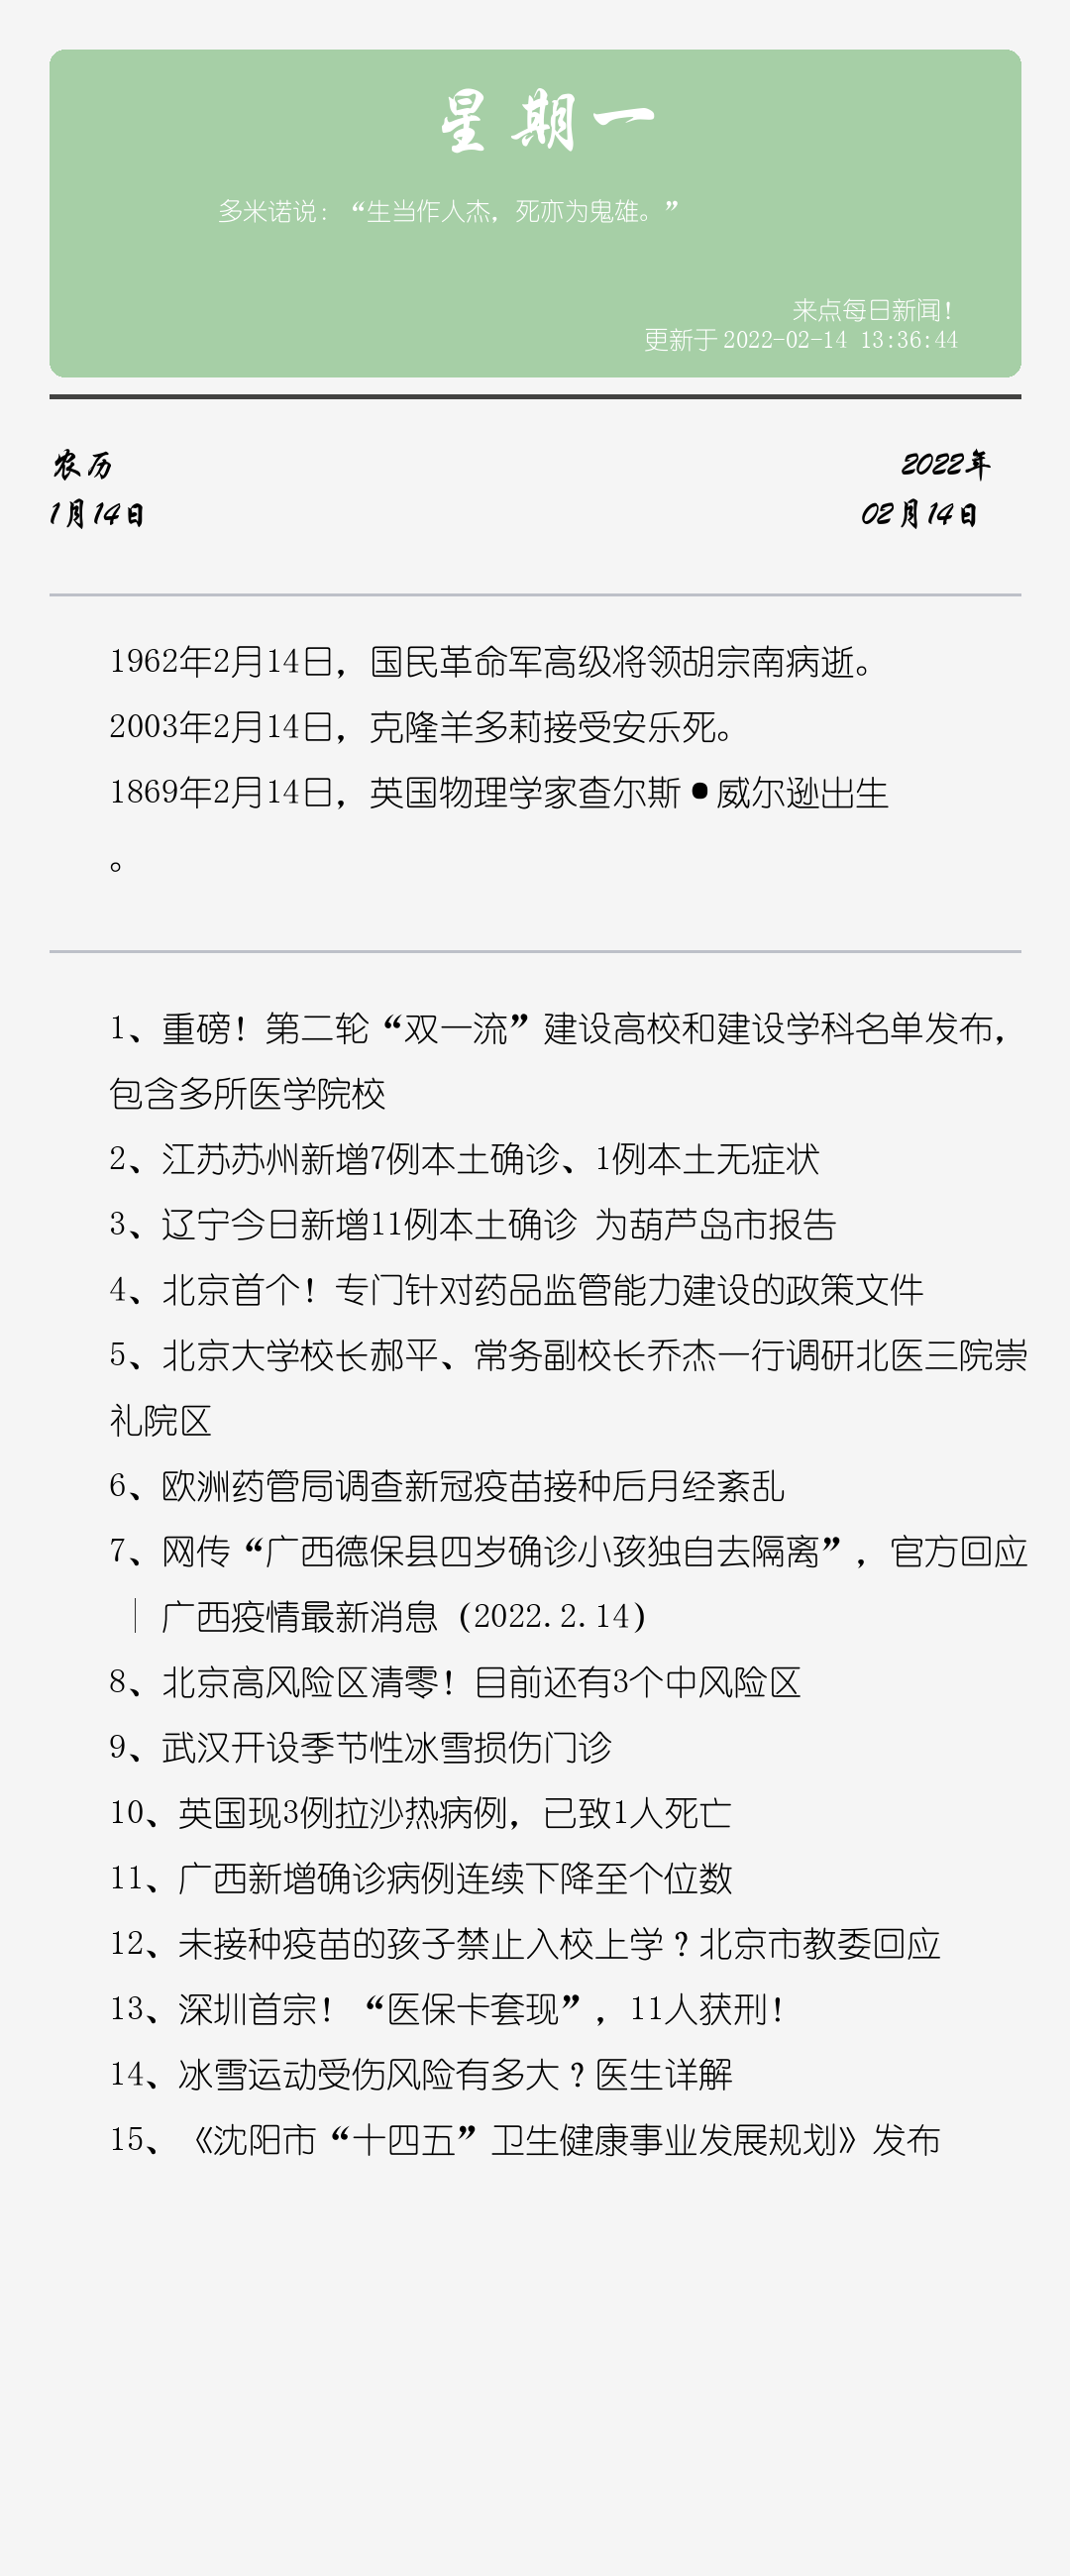 星期一
多米诺说：“生当作人杰，死亦为鬼雄。”
来点每日新闻！
更新于 2022-02-14 13:36:44
农历
1月14日
2022年
02月14日
1962年2月14日，国民革命军高级将领胡宗南病逝。
2003年2月14日，克隆羊多莉接受安乐死。
1869年2月14日，英国物理学家查尔斯•威尔逊出生
。
1、重磅！第二轮“双一流”建设高校和建设学科名单发布，
包含多所医学院校
2、江苏苏州新增7例本土确诊、1例本土无症状
3、辽宁今日新增11例本土确诊 为葫芦岛市报告
4、北京首个！专门针对药品监管能力建设的政策文件
5、北京大学校长郝平、常务副校长乔杰一行调研北医三院崇
礼院区
6、欧洲药管局调查新冠疫苗接种后月经紊乱
7、网传“广西德保县四岁确诊小孩独自去隔离”，官方回应
｜广西疫情最新消息（2022.2.14）
8、北京高风险区清零！目前还有3个中风险区
9、武汉开设季节性冰雪损伤门诊
10、英国现3例拉沙热病例，已致1人死亡
11、广西新增确诊病例连续下降至个位数
12、未接种疫苗的孩子禁止入校上学？北京市教委回应
13、深圳首宗！“医保卡套现”，11人获刑！
14、冰雪运动受伤风险有多大？医生详解
15、《沈阳市“十四五”卫生健康事业发展规划》发布